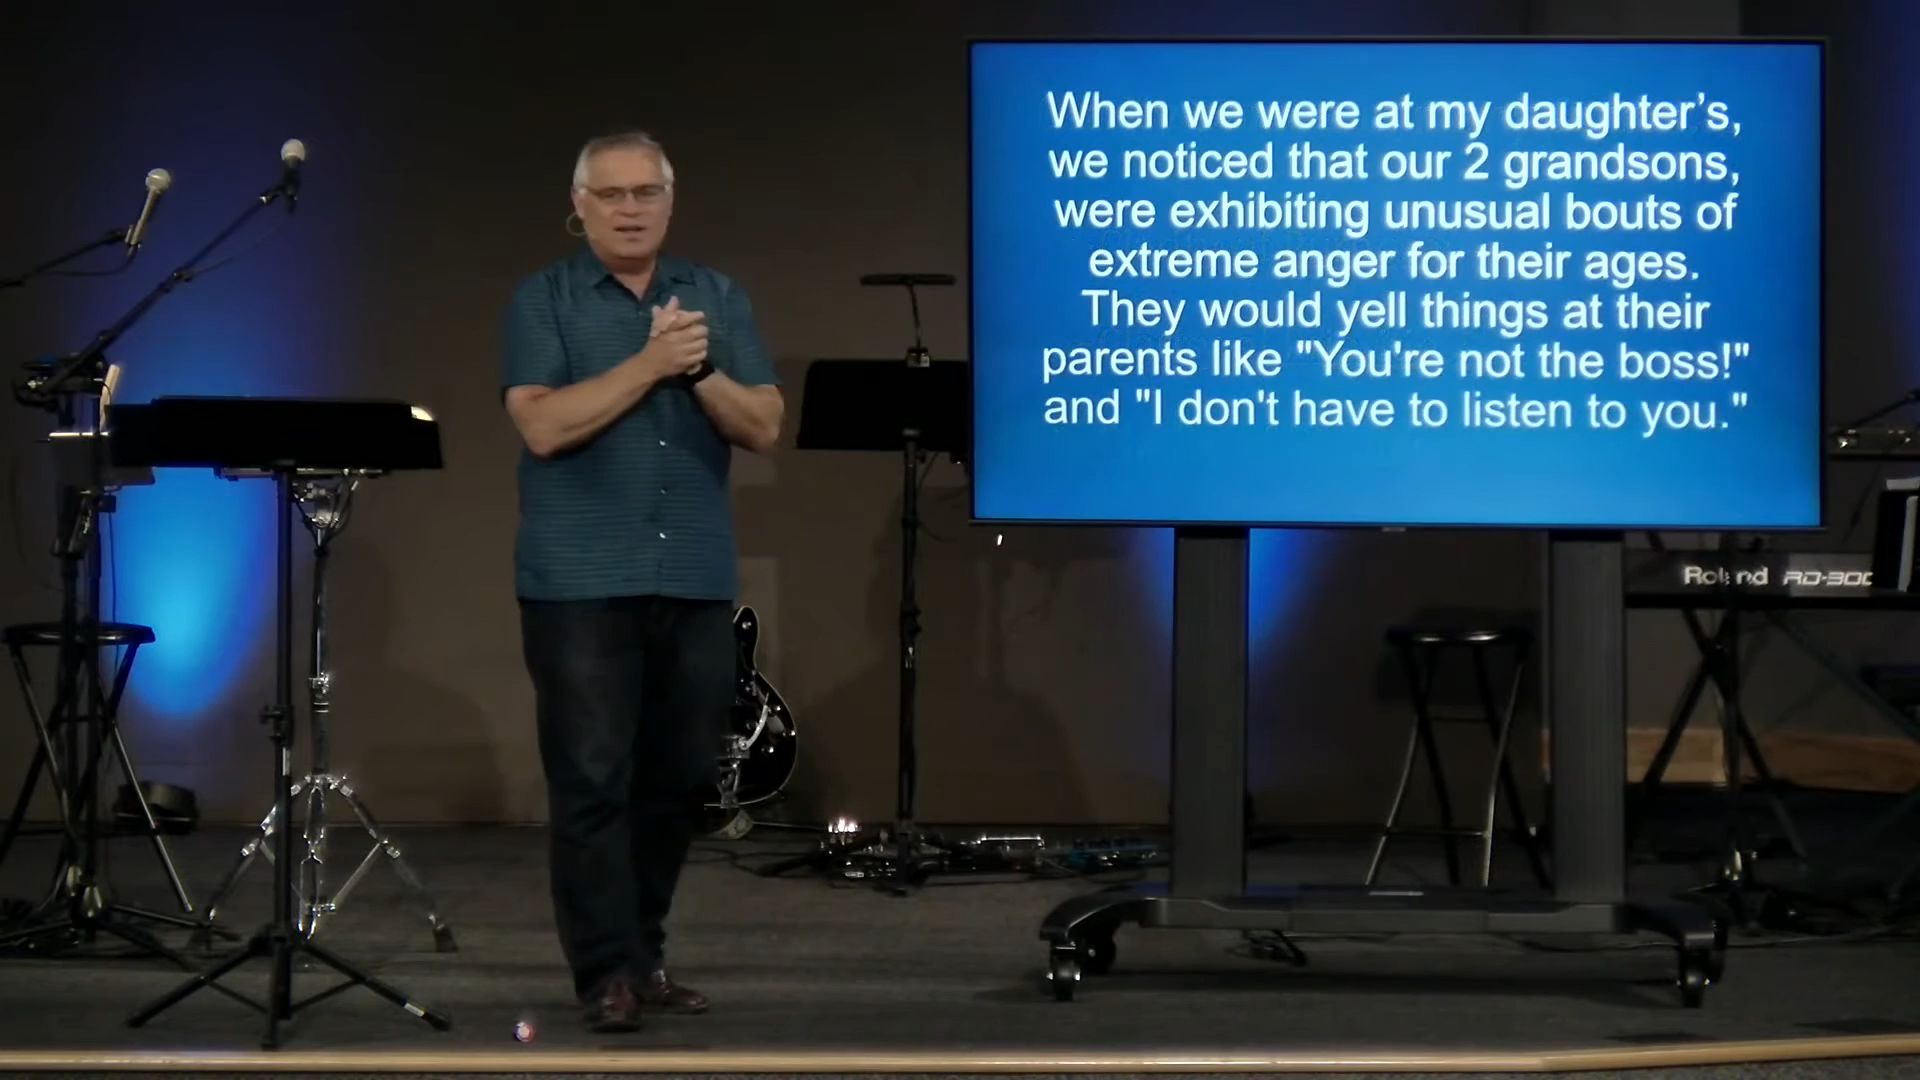 When we were at my daughter’s,
we noticed that our 2 grandsons,
were exhibiting unusual bouts of
extreme anger for their ages.
They would yell things at their
parents like "You're not the boss!"
and "I don't have to listen to you."
Roland RD-300